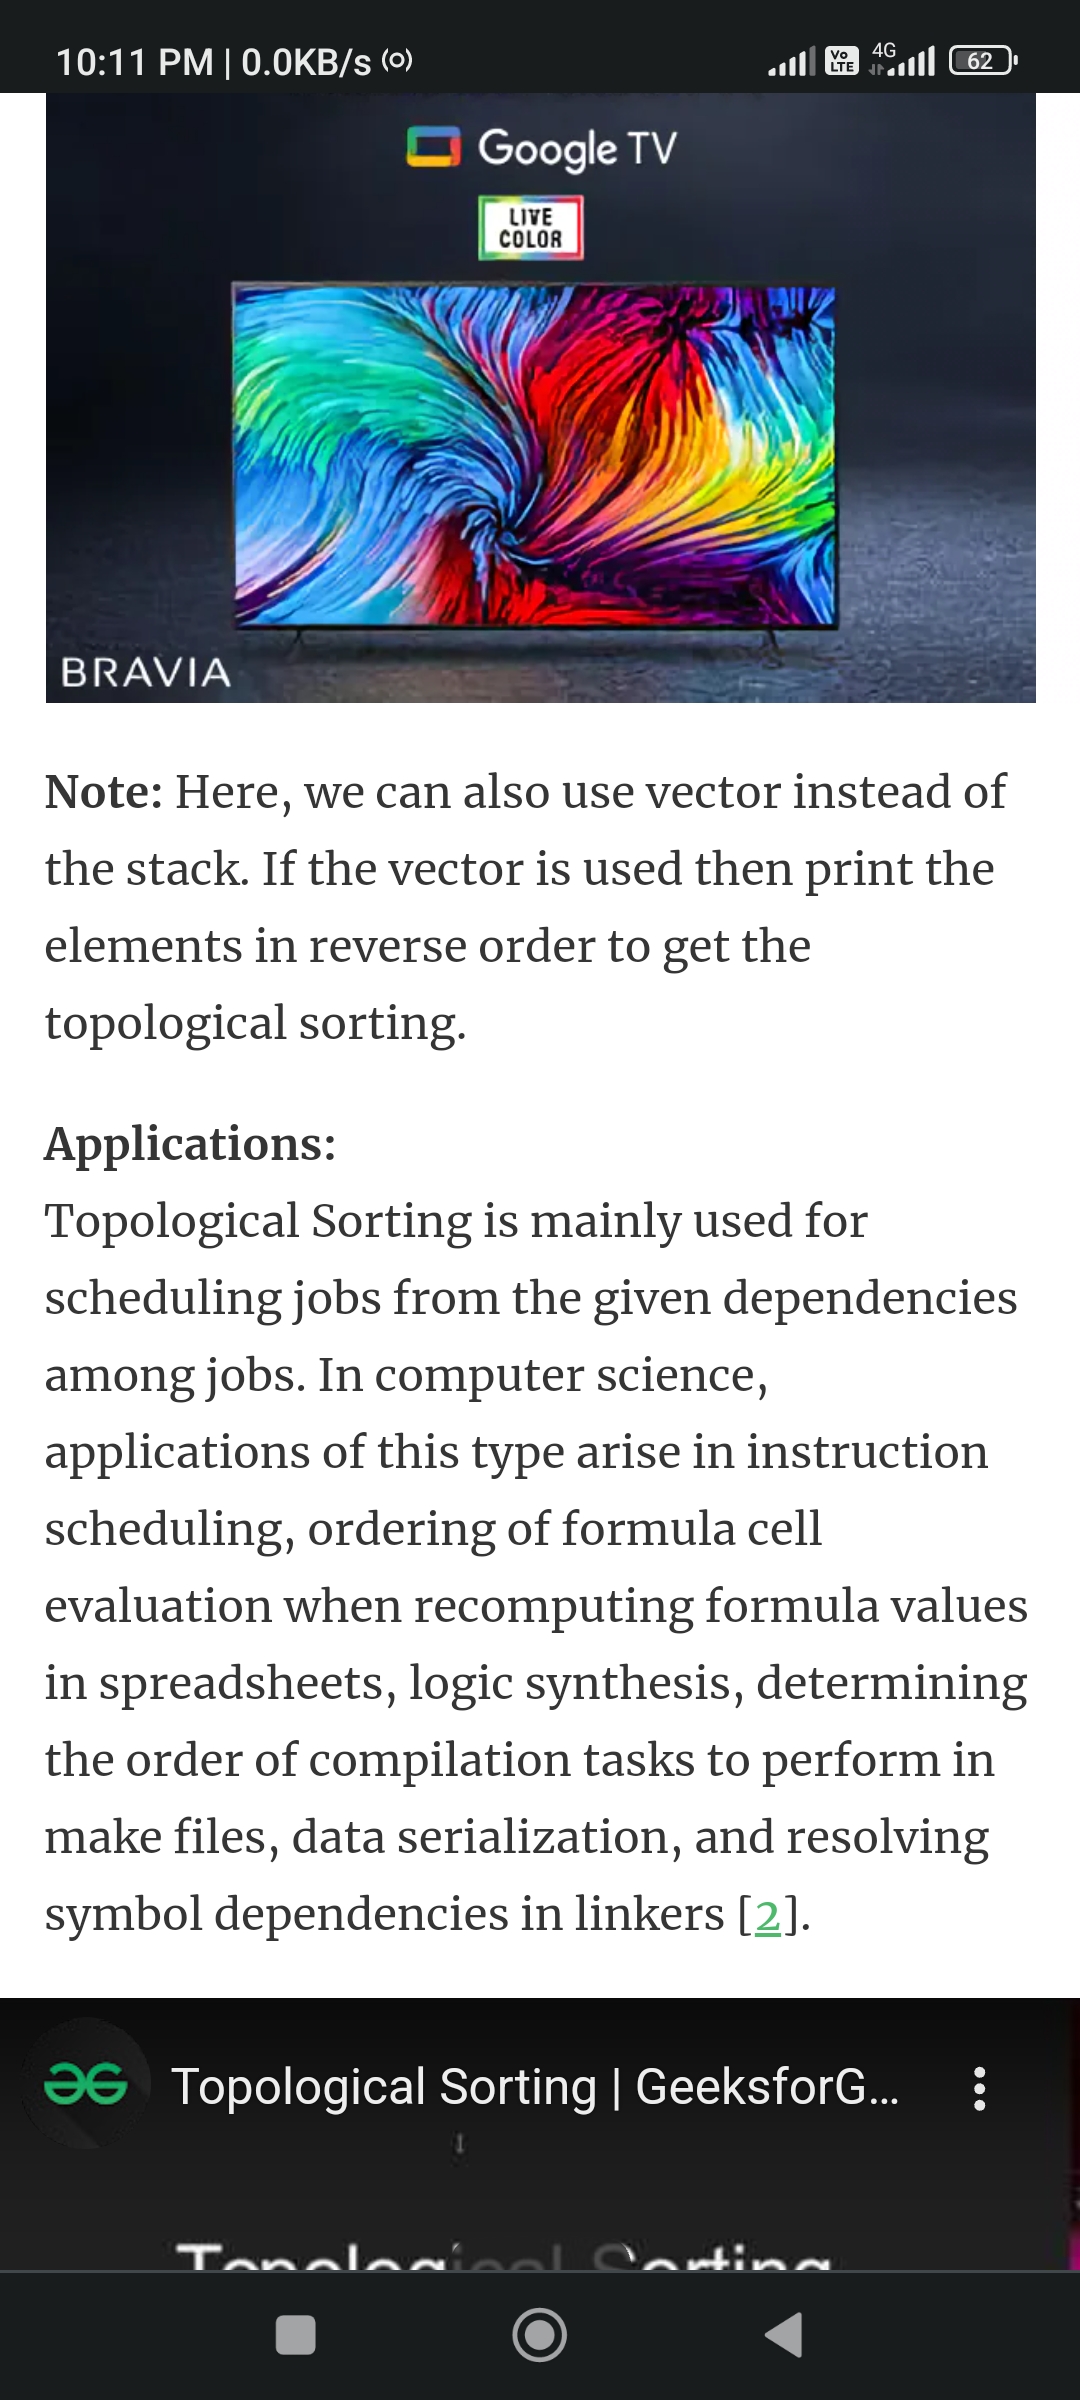 10:11 PM | 0.0KB/s
Vo LTE 4G 62
Google TV
LIVE
COLOR
BRAVIA
Note: Here, we can also use vector instead of
the stack. If the vector is used then print the
elements in reverse order to get the
topological sorting.
Applications:
Topological Sorting is mainly used for
scheduling jobs from the given dependencies
among jobs. In computer science,
applications of this type arise in instruction
scheduling, ordering of formula cell
evaluation when recomputing formula values
in spreadsheets, logic synthesis, determining
the order of compilation tasks to perform in
make files, data serialization, and resolving
symbol dependencies in linkers [2].
Topological Sorting | GeeksforG...
Topological Sorting